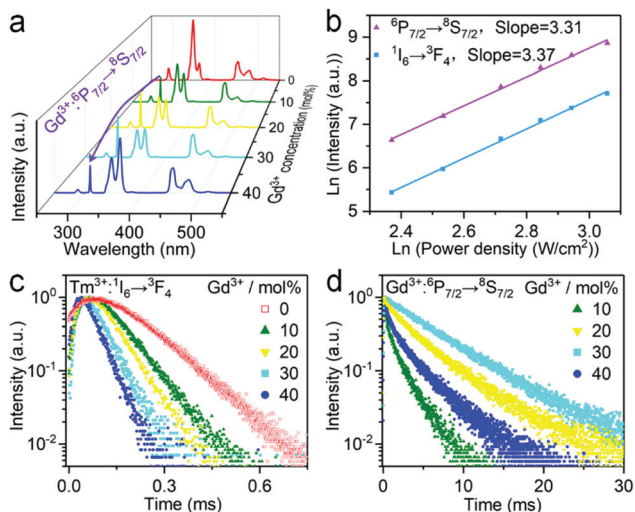 a
Gd³⁺:⁶P₇/₂→⁸S₇/₂
Intensity (a.u.)
250 300 400 500
Wavelength (nm)
0
10
20
30
40
Gd³⁺ concentration (mol%)
b
⁶P₇/₂→⁸S₇/₂, Slope=3.31
¹I₆→³F₄, Slope=3.37
Ln (Intensity (a.u.))
9
8
7
6
5
2.4 2.6 2.8 3.0
Ln (Power density (W/cm²))
c
Tm³⁺:¹I₆→³F₄ Gd³⁺ / mol%
0
10
20
30
40
Intensity (a.u.)
10⁰
10⁻¹
10⁻²
0.0 0.3 0.6
Time (ms)
d
Gd³⁺:⁶P₇/₂→⁸S₇/₂ Gd³⁺ / mol%
10
20
30
40
Intensity (a.u.)
10⁰
10⁻¹
10⁻²
0 10 20 30
Time (ms)